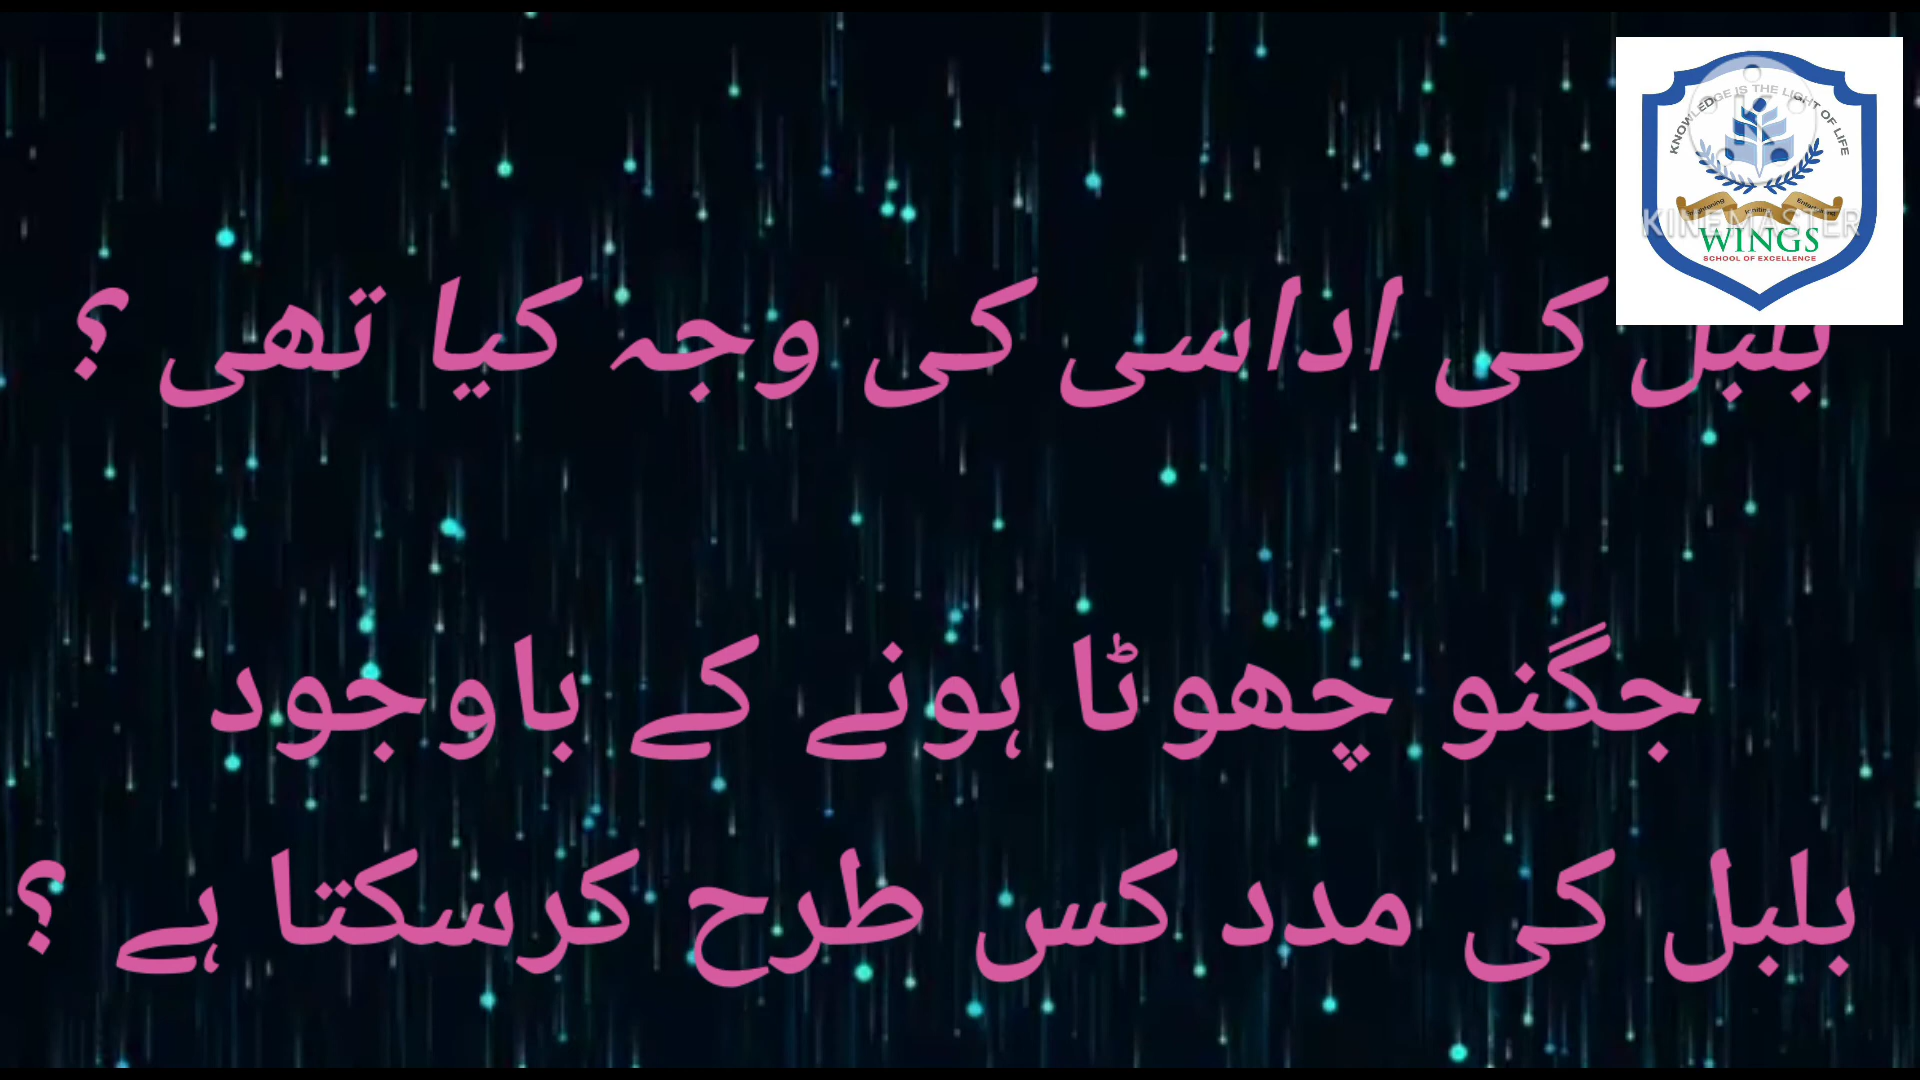 KNOWLEDGE IS THE LIGHT OF LIFE
KINEMASTER
WINGS
SCHOOL OF EXCELLENCE
بلبل کی اداسی کی وجہ کیا تھی ؟
جگنو چھوٹا ہونے کے باوجود
بلبل کی مدد کس طرح کرسکتا ہے ؟